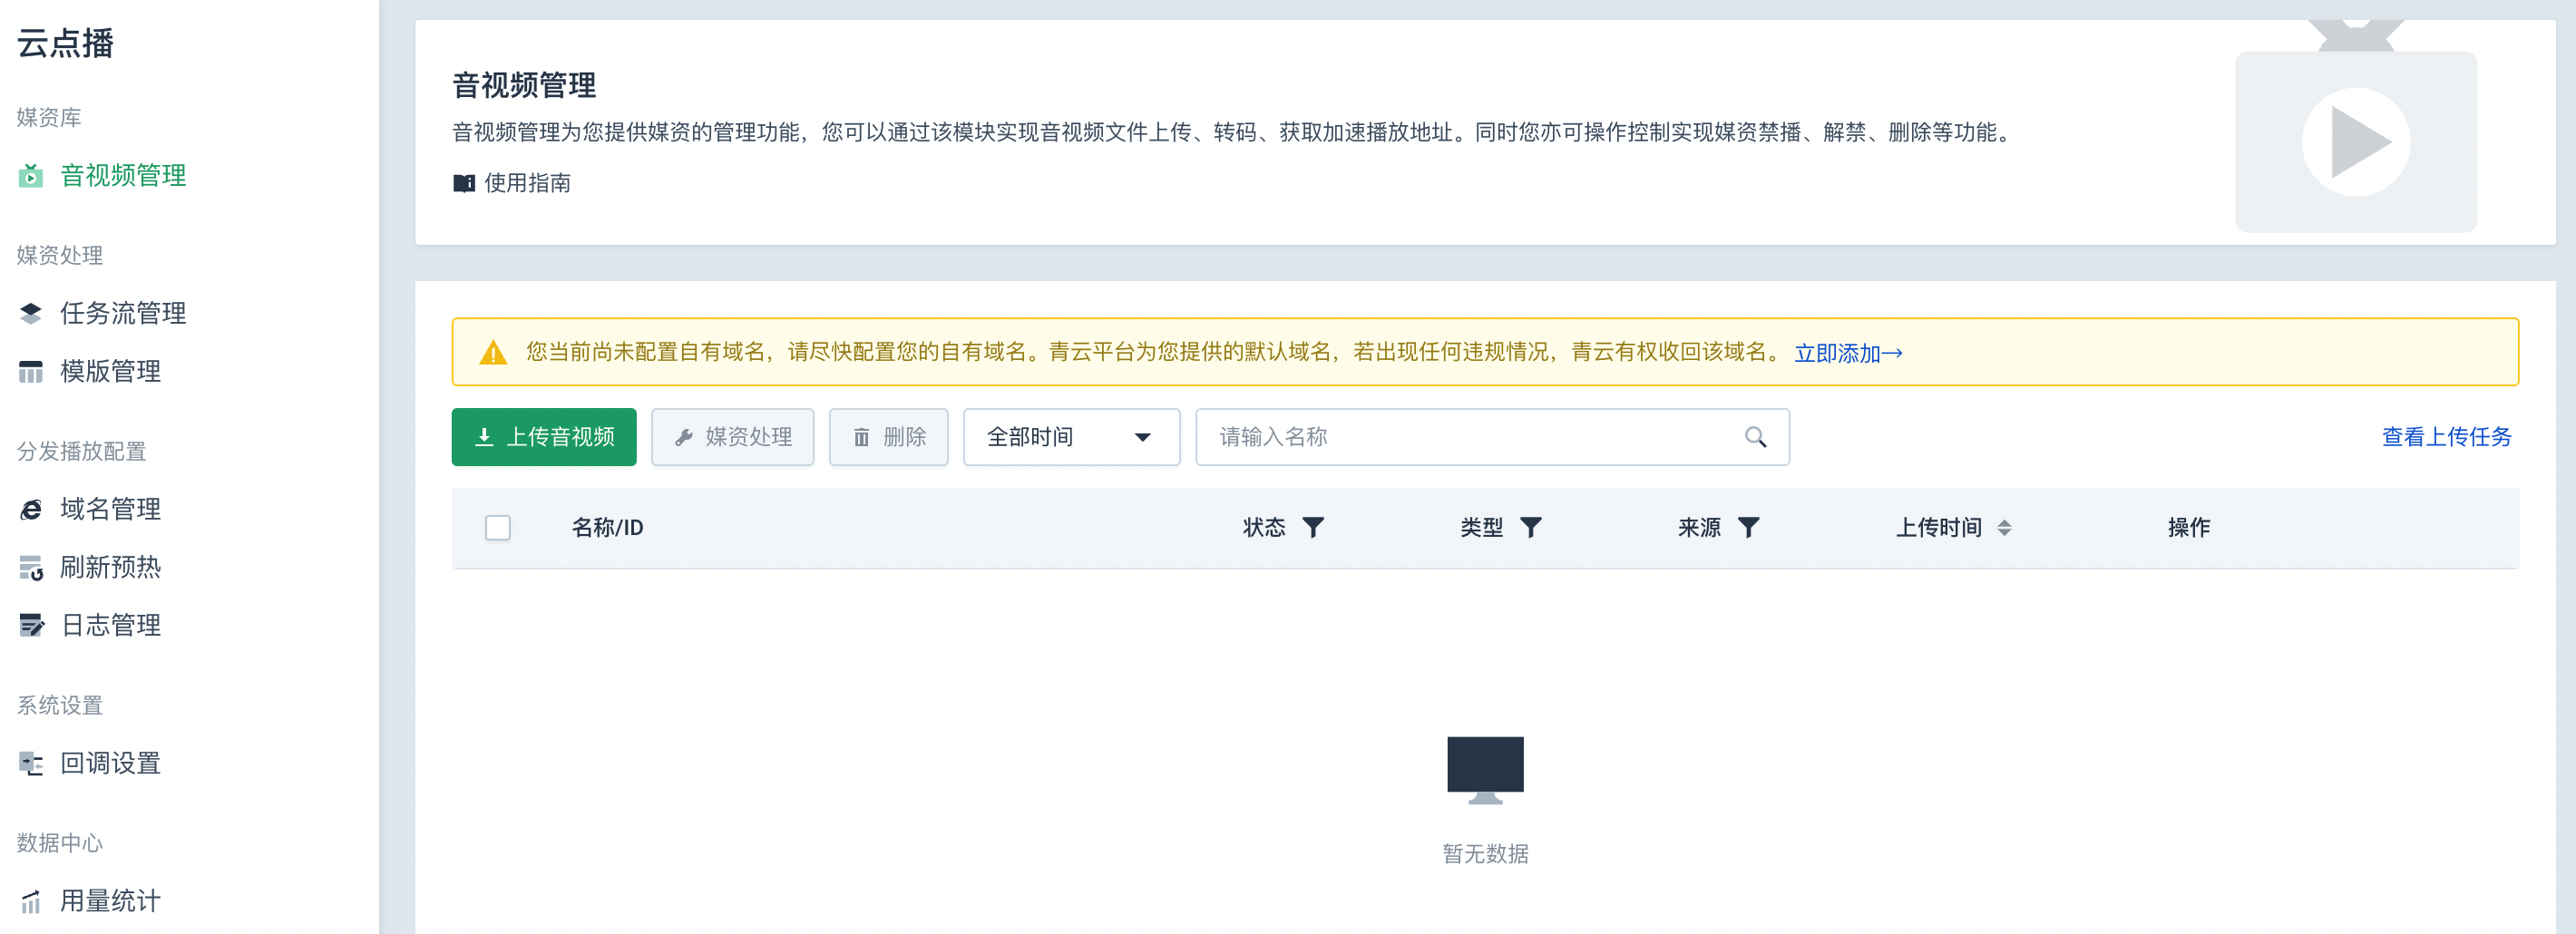 云点播
媒资库
音视频管理
媒资处理
任务流管理
模版管理
分发播放配置
域名管理
刷新预热
日志管理
系统设置
回调设置
数据中心
用量统计
音视频管理
音视频管理为您提供媒资的管理功能，您可以通过该模块实现音视频文件上传、转码、获取加速播放地址。同时您亦可操作控制实现媒资禁播、解禁、删除等功能。
使用指南
您当前尚未配置自有域名，请尽快配置您的自有域名。青云平台为您提供的默认域名，若出现任何违规情况，青云有权收回该域名。 立即添加→
上传音视频 媒资处理 删除 全部时间 请输入名称 查看上传任务
名称/ID 状态 类型 来源 上传时间 操作
暂无数据